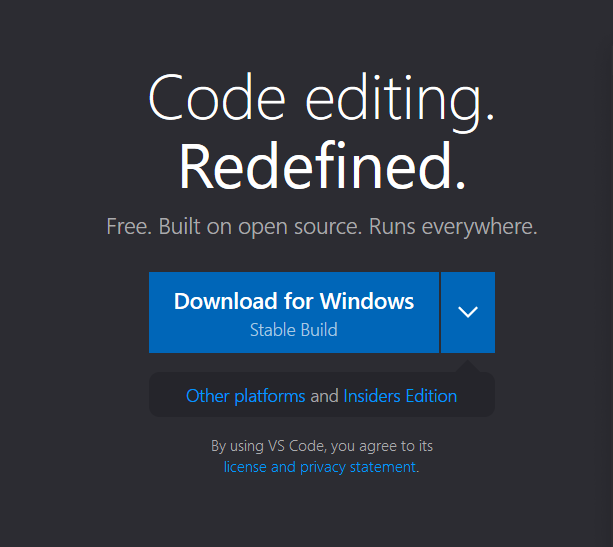 Code editing.
Redefined.
Free. Built on open source. Runs everywhere.
Download for Windows
Stable Build
Other platforms and Insiders Edition
By using VS Code, you agree to its
license and privacy statement.